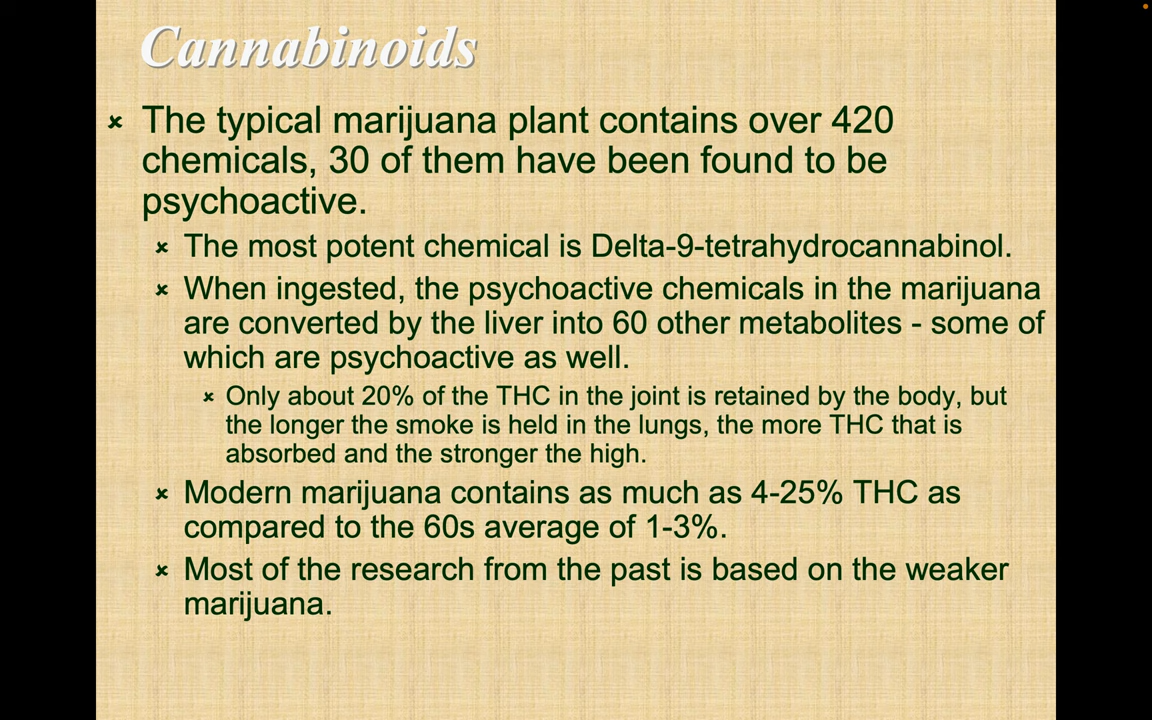 Cannabinoids
The typical marijuana plant contains over 420
chemicals, 30 of them have been found to be
psychoactive.
The most potent chemical is Delta-9-tetrahydrocannabinol.
When ingested, the psychoactive chemicals in the marijuana
are converted by the liver into 60 other metabolites - some of
which are psychoactive as well.
Only about 20% of the THC in the joint is retained by the body, but
the longer the smoke is held in the lungs, the more THC that is
absorbed and the stronger the high.
Modern marijuana contains as much as 4-25% THC as
compared to the 60s average of 1-3%.
Most of the research from the past is based on the weaker
marijuana.